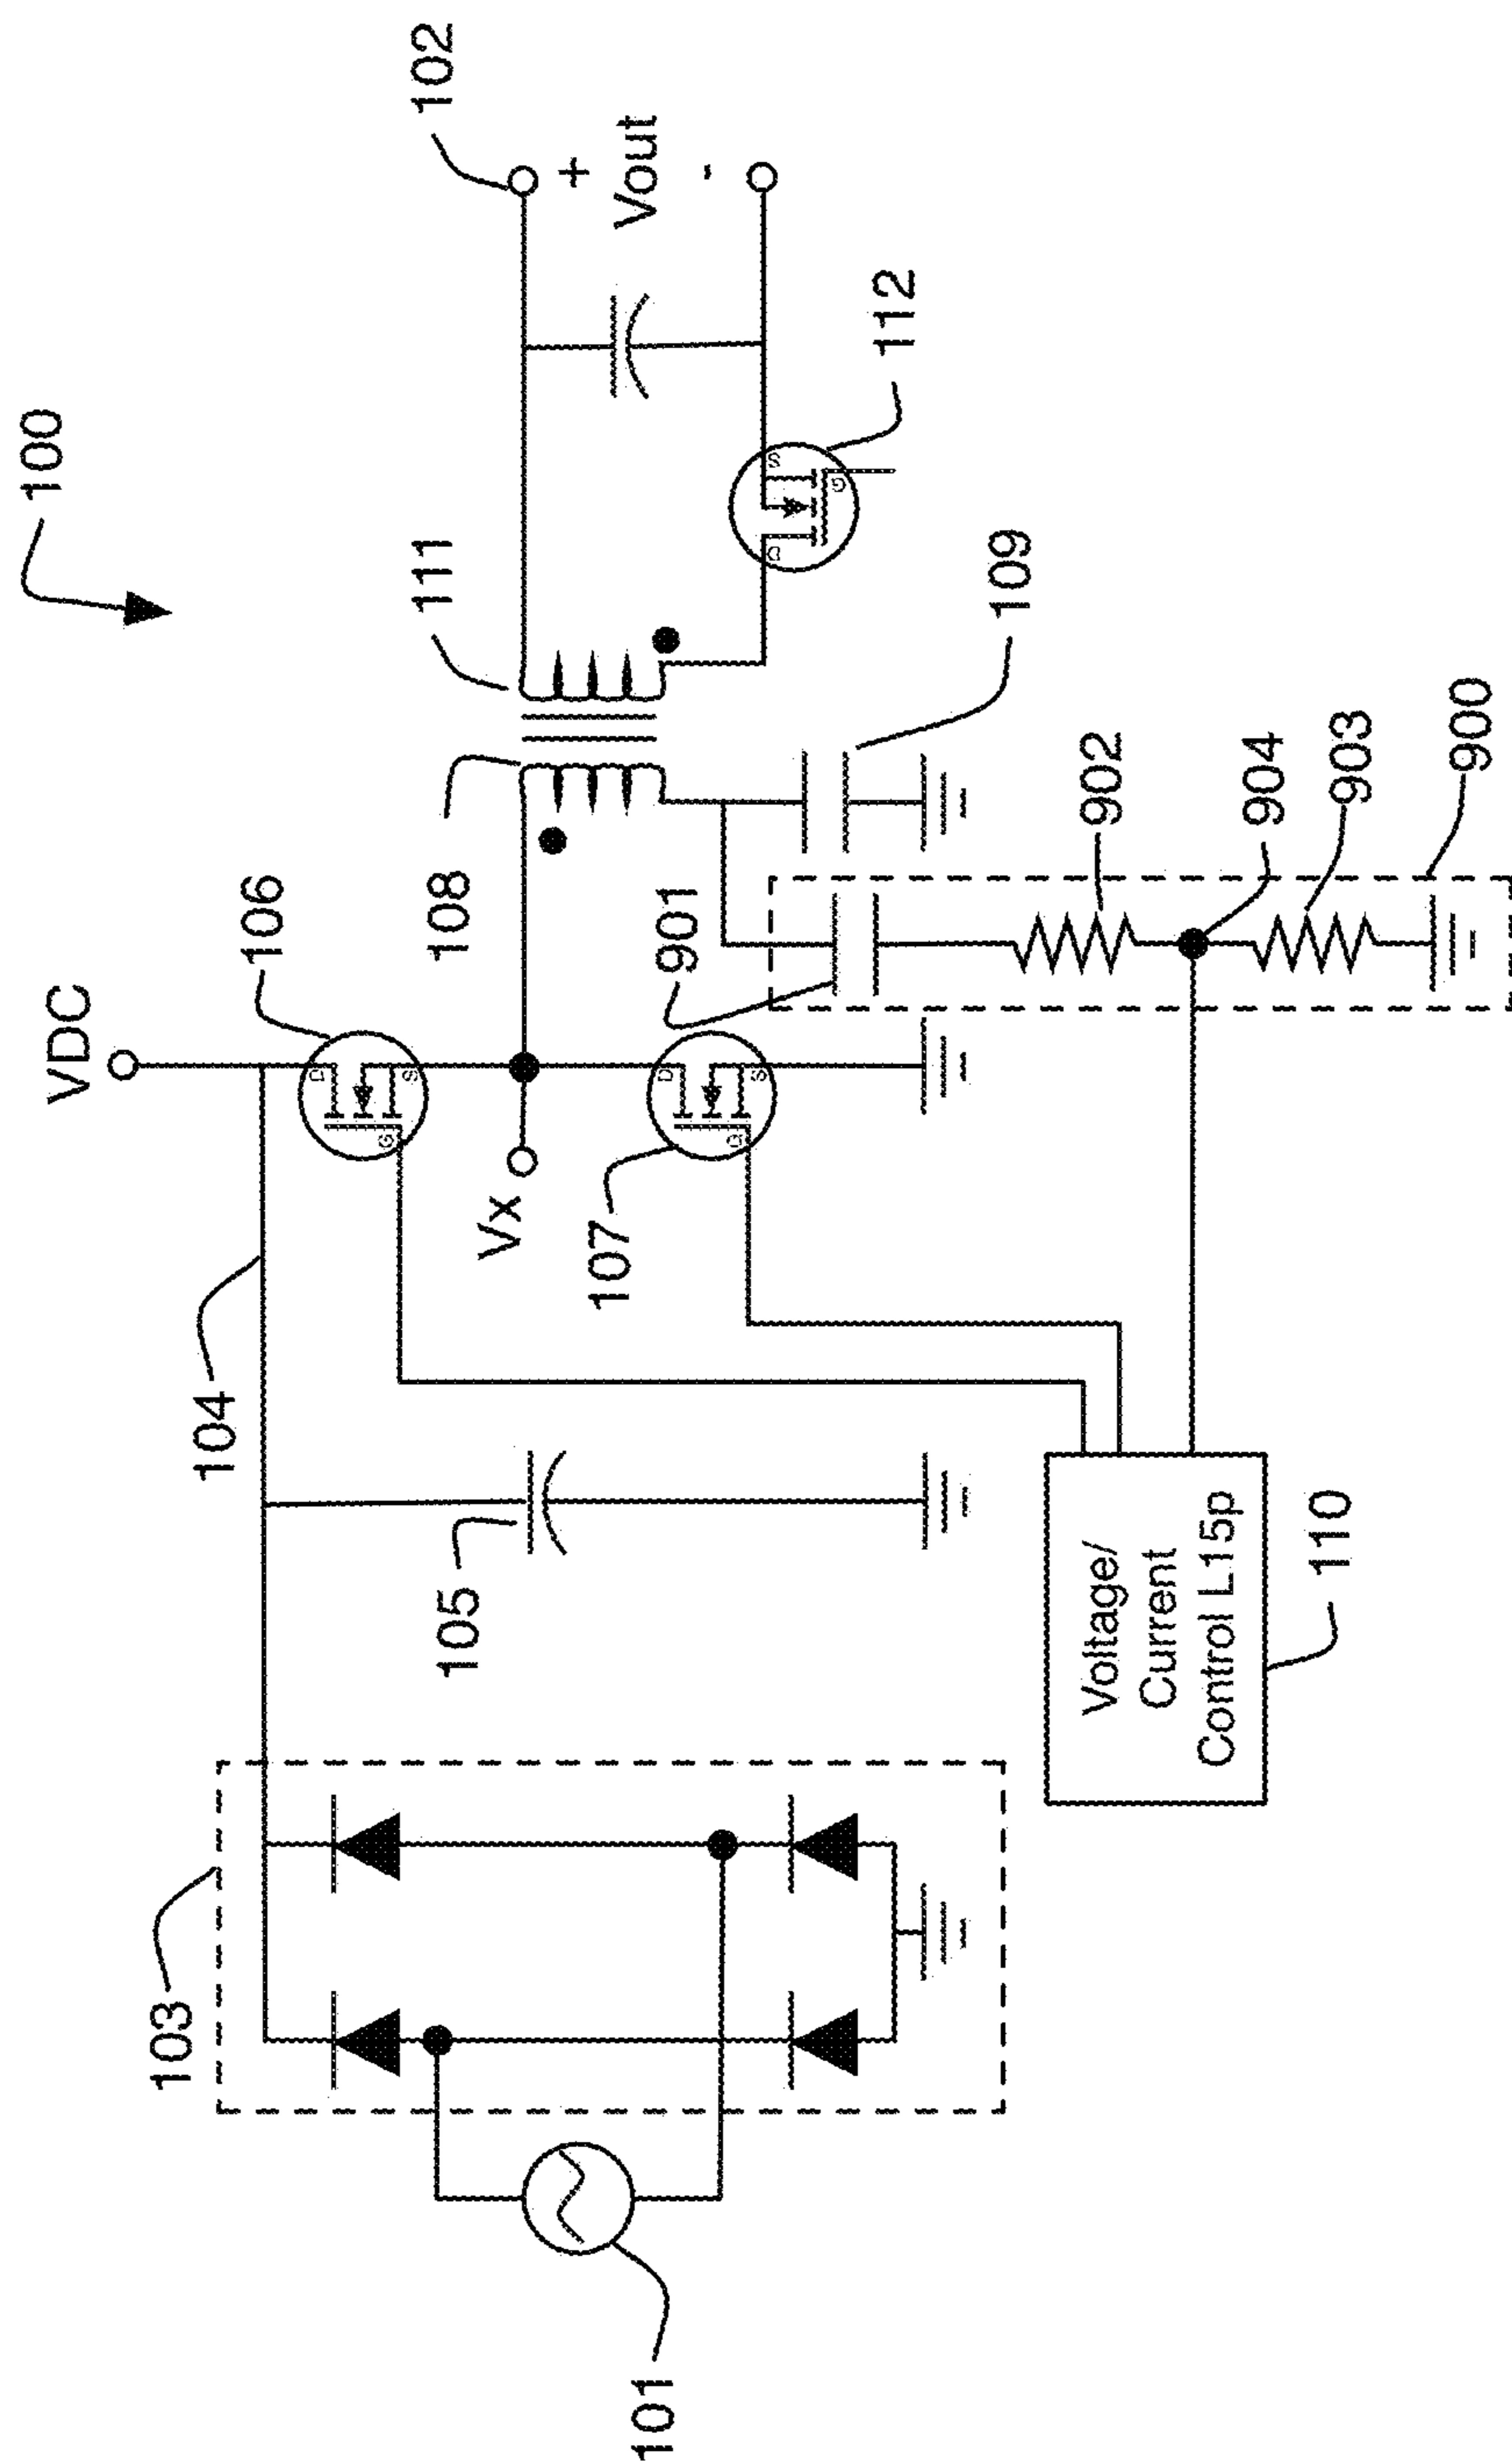 100
VDC
106
104
103
102
+
Vout
-
111
108
Vx
105
107
112
109
901
902
904
903
900
101
Voltage/
Current
Control L15p
110
D
S
G
D
S
G
D
S
G